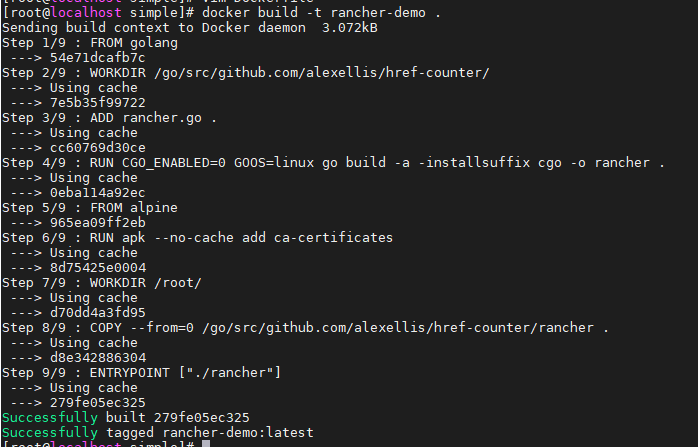 [root@localhost simple]# vim Dockerfile
[root@localhost simple]# docker build -t rancher-demo .
Sending build context to Docker daemon  3.072kB
Step 1/9 : FROM golang
 ---> 54e71dcafb7c
Step 2/9 : WORKDIR /go/src/github.com/alexellis/href-counter/
 ---> Using cache
 ---> 7e5b35f99722
Step 3/9 : ADD rancher.go .
 ---> Using cache
 ---> cc60769d30ce
Step 4/9 : RUN CGO_ENABLED=0 GOOS=linux go build -a -installsuffix cgo -o rancher .
 ---> Using cache
 ---> 0eba114a92ec
Step 5/9 : FROM alpine
 ---> 965ea09ff2eb
Step 6/9 : RUN apk --no-cache add ca-certificates
 ---> Using cache
 ---> 8d75425e0004
Step 7/9 : WORKDIR /root/
 ---> Using cache
 ---> d70dd4a3fd95
Step 8/9 : COPY --from=0 /go/src/github.com/alexellis/href-counter/rancher .
 ---> Using cache
 ---> d8e342886304
Step 9/9 : ENTRYPOINT ["./rancher"]
 ---> Using cache
 ---> 279fe05ec325
Successfully built 279fe05ec325
Successfully tagged rancher-demo:latest
[root@localhost simple]#